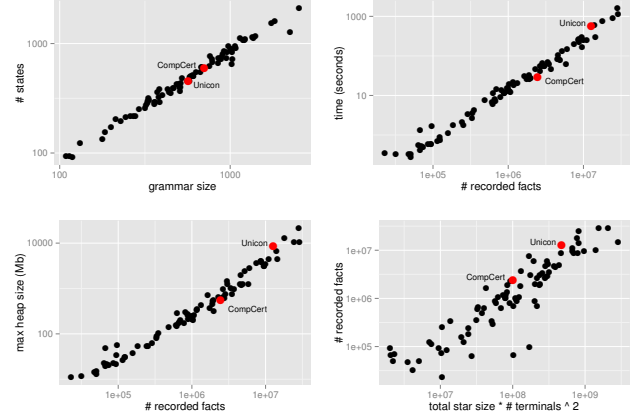 # states
1000
100
CompCert
Unicon
100
1000
grammar size
time (seconds)
1000
10
Unicon
CompCert
1e+05
1e+06
1e+07
# recorded facts
max heap size (Mb)
10000
100
Unicon
CompCert
1e+05
1e+06
1e+07
# recorded facts
# recorded facts
1e+07
1e+06
1e+05
Unicon
CompCert
1e+07
1e+08
1e+09
total star size * # terminals ^ 2